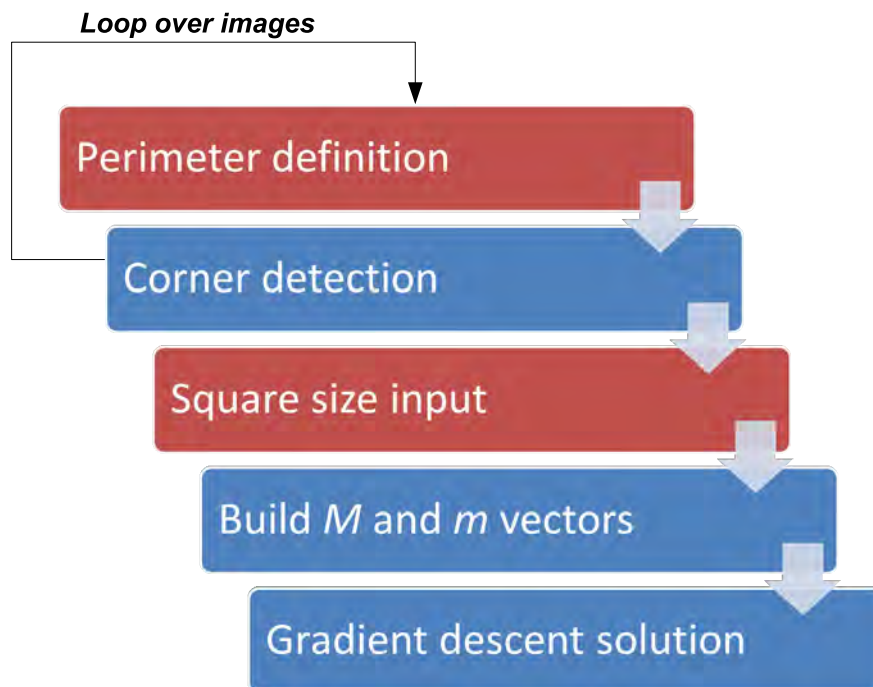 Loop over images
Perimeter definition
Corner detection
Square size input
Build M and m vectors
Gradient descent solution